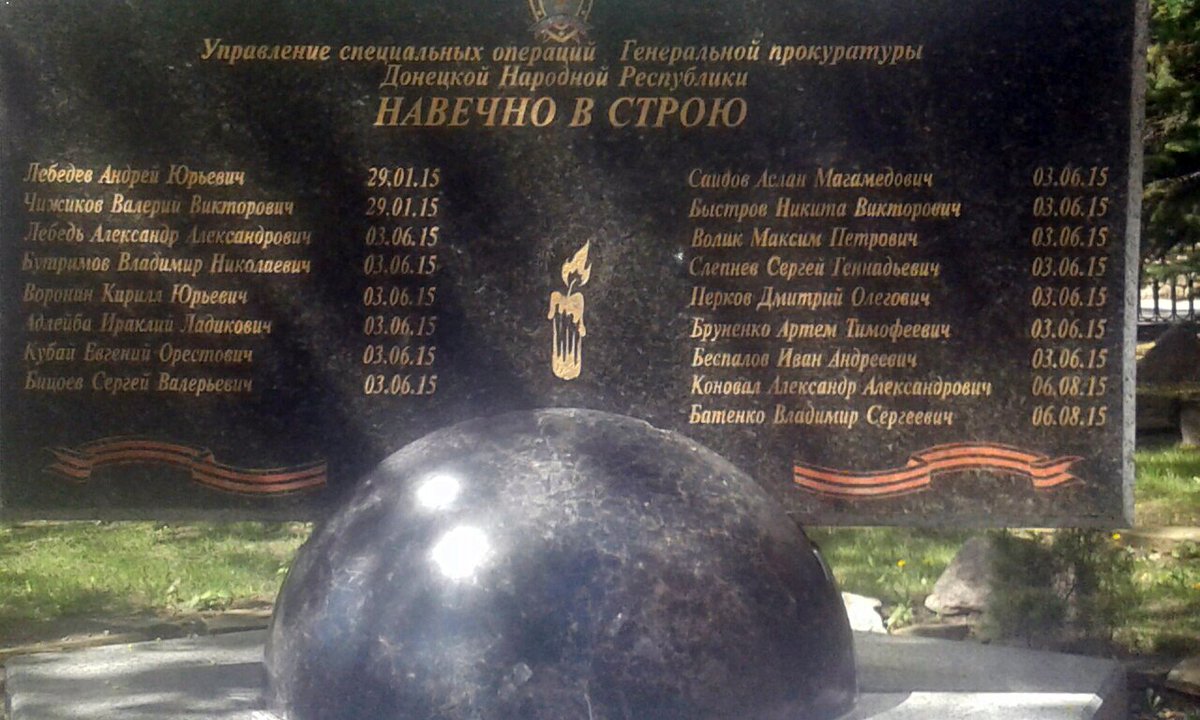 Управление специальных операций Генеральной прокуратуры
Донецкой Народной Республики
НАВЕЧНО В СТРОЮ
Лебедев Андрей Юрьевич 29.01.15
Чижиков Валерий Викторович 29.01.15
Лебедь Александр Александрович 03.06.15
Бутримов Владимир Николаевич 03.06.15
Воронин Кирилл Юрьевич 03.06.15
Адлейба Ираклий Ладикович 03.06.15
Кубай Евгений Орестович 03.06.15
Бицоев Сергей Валерьевич 03.06.15
Саидов Аслан Магамедович 03.06.15
Быстров Никита Викторович 03.06.15
Волик Максим Петрович 03.06.15
Слепнев Сергей Геннадьевич 03.06.15
Перков Дмитрий Олегович 03.06.15
Бруненко Артем Тимофеевич 03.06.15
Беспалов Иван Андреевич 03.06.15
Коновал Александр Александрович 06.08.15
Батенко Владимир Сергеевич 06.08.15